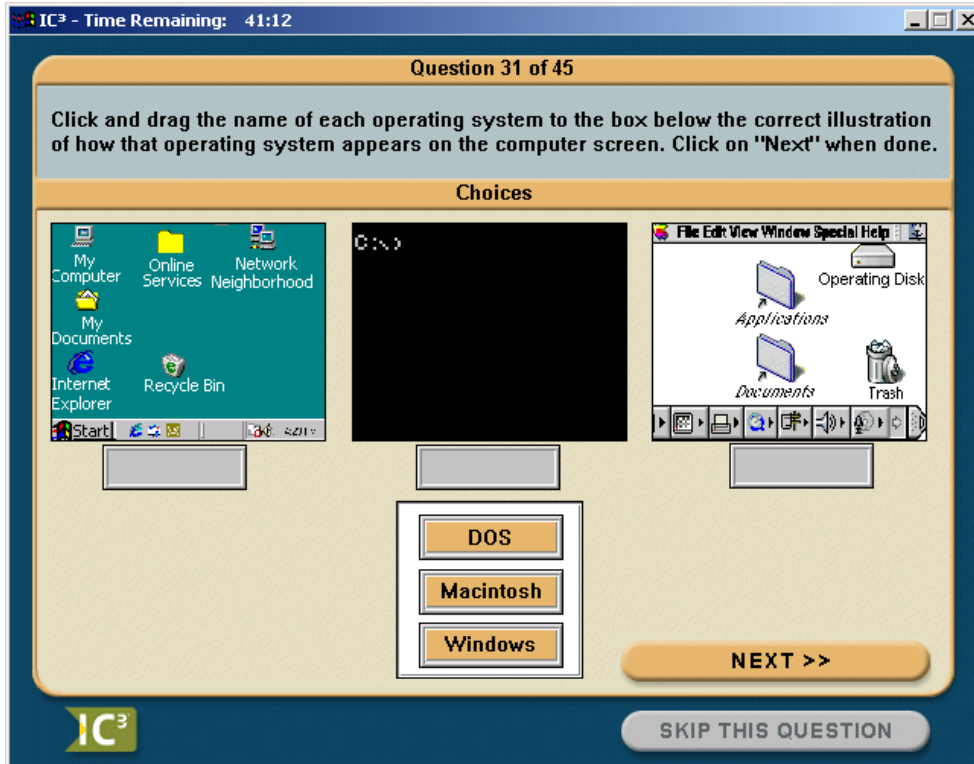 IC³ - Time Remaining: 41:12
Question 31 of 45
Click and drag the name of each operating system to the box below the correct illustration
of how that operating system appears on the computer screen. Click on "Next" when done.
Choices
My
Computer
Online
Services
Network
Neighborhood
My
Documents
Internet
Explorer
Recycle Bin
Start
C:\>
File Edit View Window Special Help
Operating Disk
Applications
Documents
Trash
DOS
Macintosh
Windows
NEXT >>
IC³
SKIP THIS QUESTION